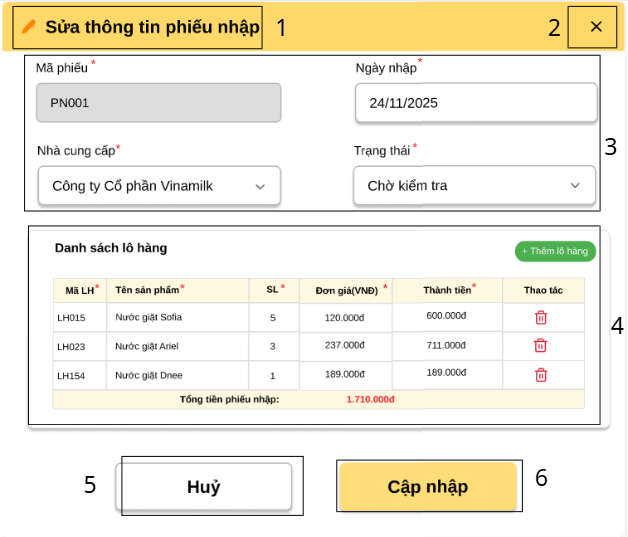 Sửa thông tin phiếu nhập 1 2 ×
Mã phiếu * Ngày nhập *
PN001 24/11/2025
3
Nhà cung cấp* Trạng thái *
Công ty Cổ phần Vinamilk Chờ kiểm tra
Danh sách lô hàng + Thêm lô hàng
Mã LH* Tên sản phẩm* SL * Đơn giá(VNĐ) * Thành tiền* Thao tác
LH015 Nước giặt Sofia 5 120.000đ 600.000đ
4
LH023 Nước giặt Ariel 3 237.000đ 711.000đ
LH154 Nước giặt Dnee 1 189.000đ 189.000đ
Tổng tiền phiếu nhập: 1.710.000đ
5 Huỷ Cập nhập 6